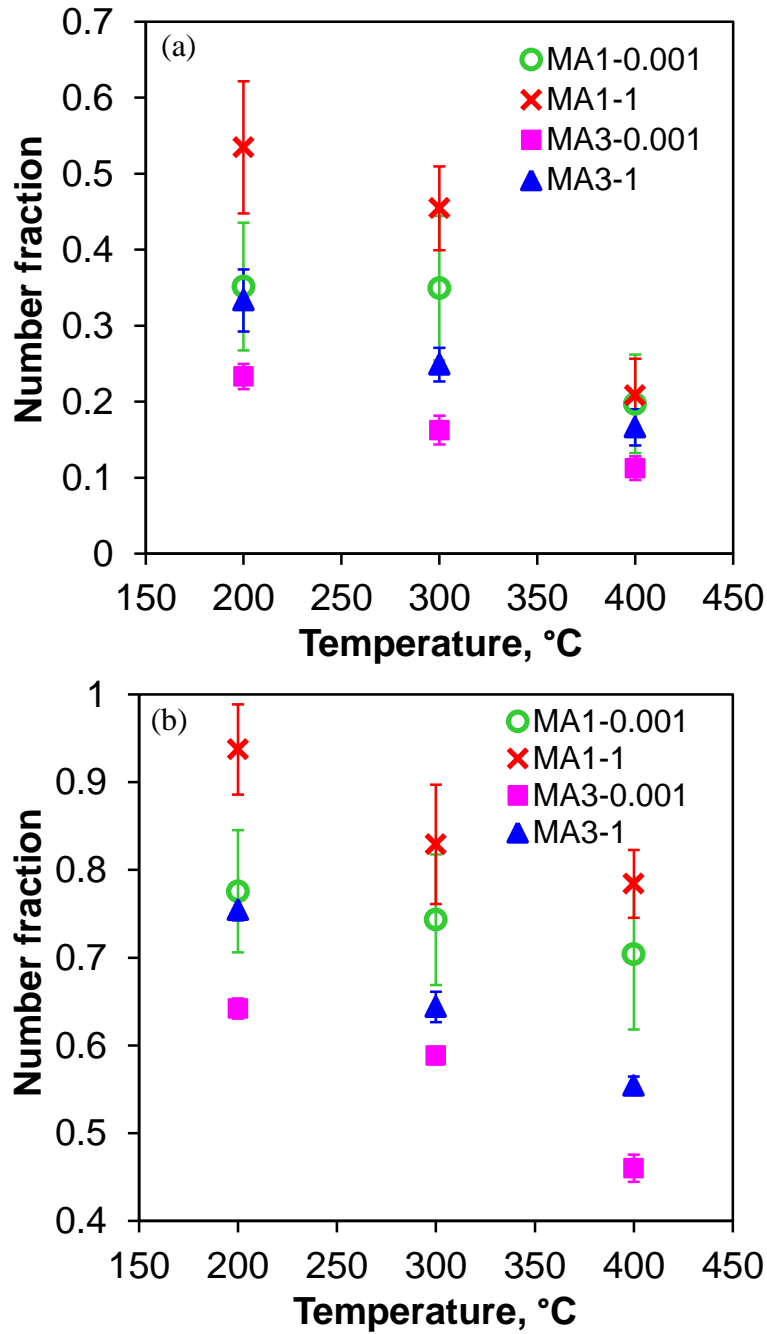 (a)
MA1-0.001
MA1-1
MA3-0.001
MA3-1
Number fraction
0.7
0.6
0.5
0.4
0.3
0.2
0.1
0
150 200 250 300 350 400 450
Temperature, °C
(b)
MA1-0.001
MA1-1
MA3-0.001
MA3-1
Number fraction
1
0.9
0.8
0.7
0.6
0.5
0.4
150 200 250 300 350 400 450
Temperature, °C